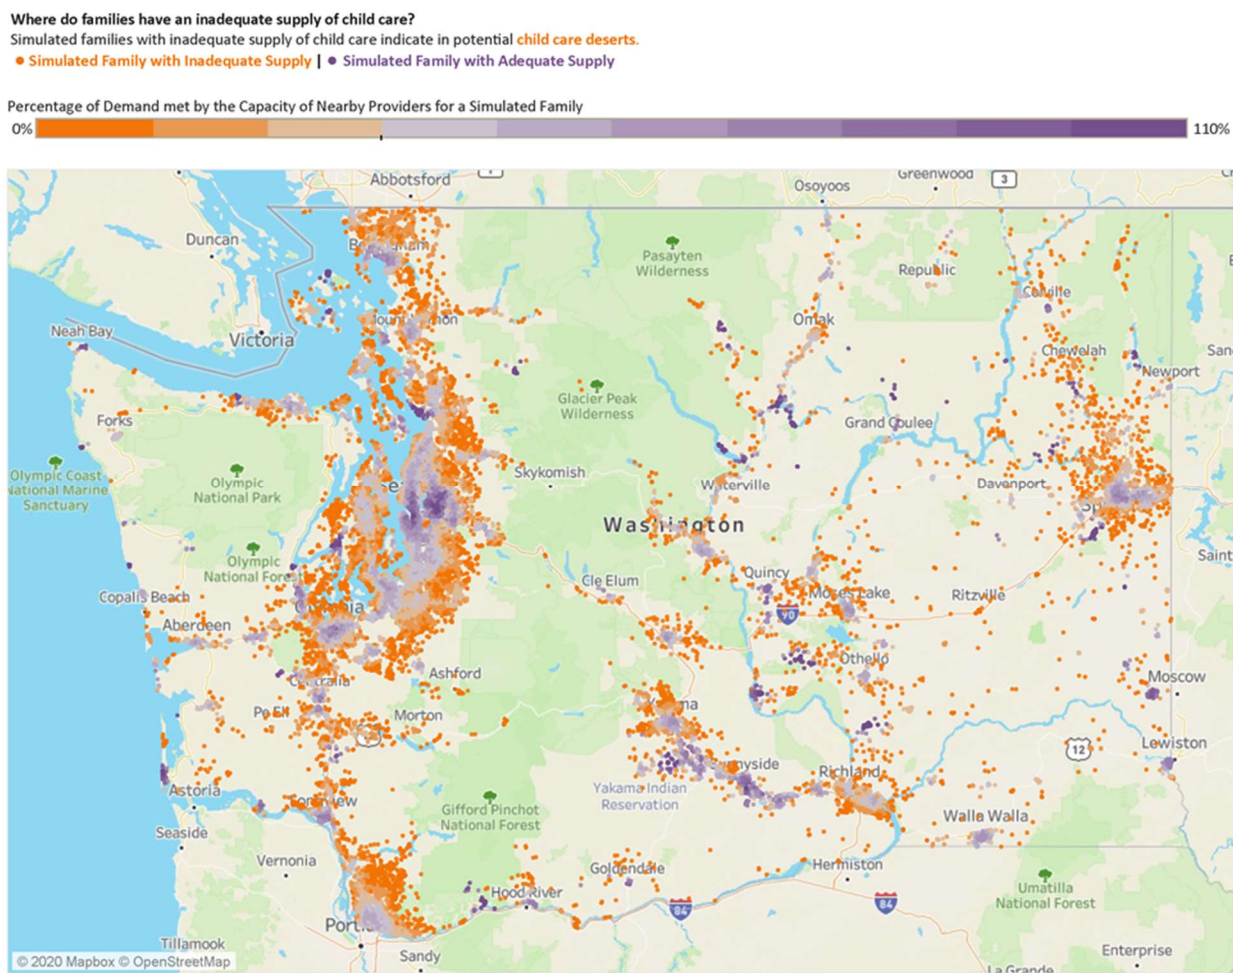 Where do families have an inadequate supply of child care?
Simulated families with inadequate supply of child care indicate in potential child care deserts.
● Simulated Family with Inadequate Supply | ● Simulated Family with Adequate Supply
Percentage of Demand met by the Capacity of Nearby Providers for a Simulated Family
0% 110%
Abbotsford
Osoyoos
Greenwood
3
Duncan
Pasayten
Wilderness
Republic
Colville
Neah Bay
Victoria
Omak
Chewelah
Newport
Forks
Glacier Peak
Wilderness
Grand Coulee
Olympic Coast
National Marine
Sanctuary
Olympic
National Park
Skykomish
Waterville
Davenport
Washington
Olympic
National Forest
Cle Elum
Quincy
Moses Lake
Ritzville
Saint
90
Copalis Beach
Aberdeen
Othello
Ashford
Moscow
Centralia
Pe Ell
Morton
12
Lewiston
Sunnyside
Richland
Astoria
Yakama Indian
Reservation
Seaside
Gifford Pinchot
National Forest
Walla Walla
Vernonia
Goldendale
Hermiston
Hood River
84
84
Umatilla
National Forest
Tillamook
Sandy
Enterprise
La Grande
© 2020 Mapbox © OpenStreetMap